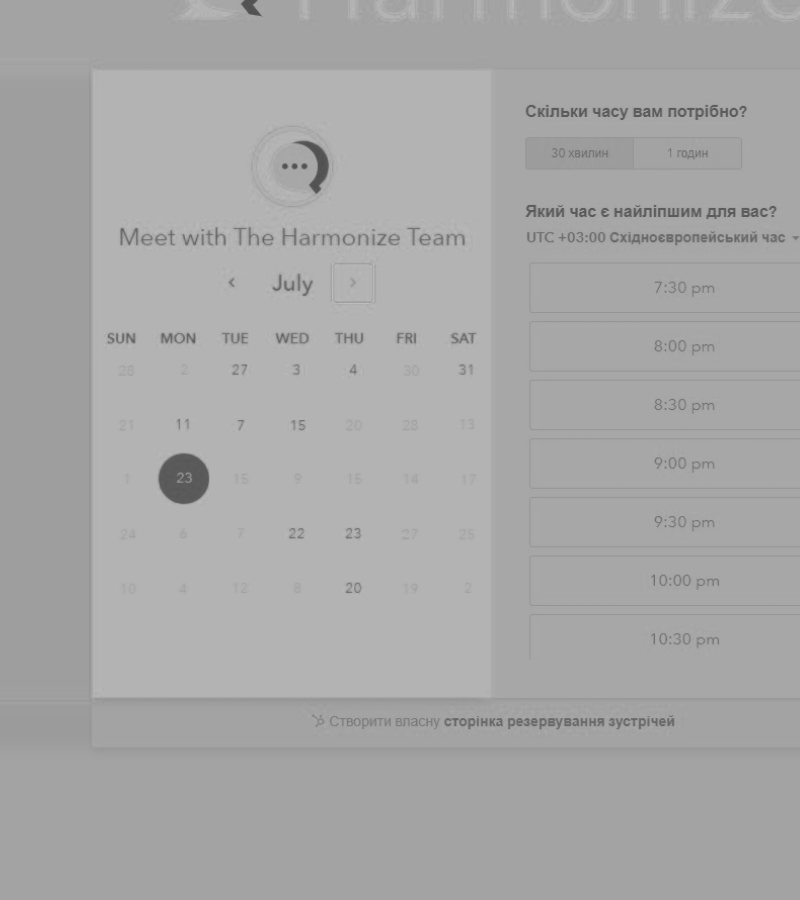 Harmonize
Meet with The Harmonize Team
July
SUN MON TUE WED THU FRI SAT
28 2 27 3 4 30 31
21 11 7 15 20 28 13
1 23 15 9 15 14 17
24 6 7 22 23 27 25
10 4 12 8 20 19 2
Скільки часу вам потрібно?
30 хвилин 1 годин
Який час є найліпшим для вас?
UTC +03:00 Східноєвропейський час
7:30 pm
8:00 pm
8:30 pm
9:00 pm
9:30 pm
10:00 pm
10:30 pm
Створити власну сторінка резервування зустрічей